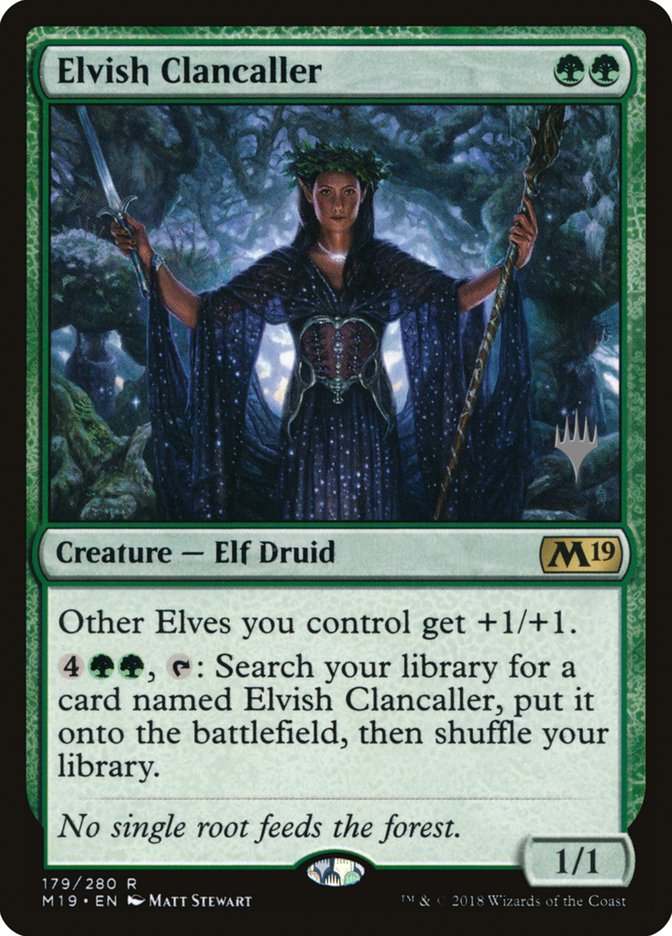 Elvish Clancaller
Creature — Elf Druid
M19
Other Elves you control get +1/+1.
4, : Search your library for a
card named Elvish Clancaller, put it
onto the battlefield, then shuffle your
library.
No single root feeds the forest.
1/1
179/280 R
M19 • EN Matt Stewart
™ & © 2018 Wizards of the Coast